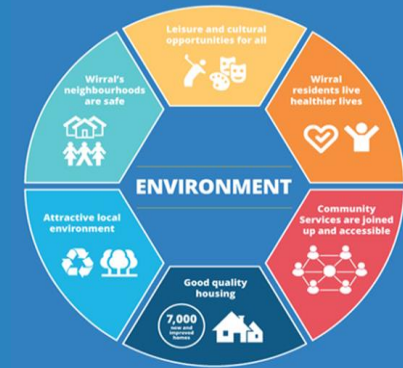 Leisure and cultural
opportunities for all
Wirral
residents live
healthier lives
Community
Services are joined
up and accessible
Good quality
housing
7,000
new and
improved
homes
Attractive local
environment
Wirral's
neighbourhoods
are safe
ENVIRONMENT